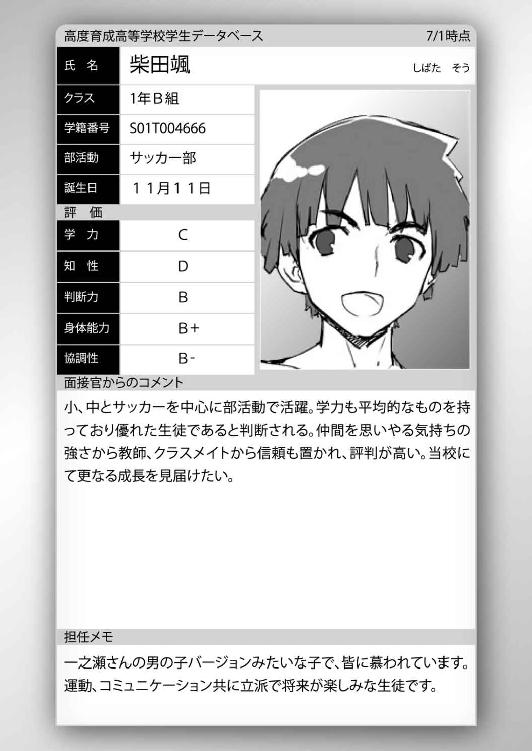 高度育成高等学校学生データベース 7/1時点
氏 名 柴田颯 しばた そう
クラス 1年B組
学籍番号 S01T004666
部活動 サッカー部
誕生日 11月11日
評 価
学 力 C
知 性 D
判断力 B
身体能力 B+
協調性 B-
面接官からのコメント
小、中とサッカーを中心に部活動で活躍。学力も平均的なものを持
っており優れた生徒であると判断される。仲間を思いやる気持ちの
強さから教師、クラスメイトから信頼も置かれ、評判が高い。当校に
て更なる成長を見届けたい。
担任メモ
一之瀬さんの男の子バージョンみたいな子で、皆に慕われています。
運動、コミュニケーション共に立派で将来が楽しみな生徒です。